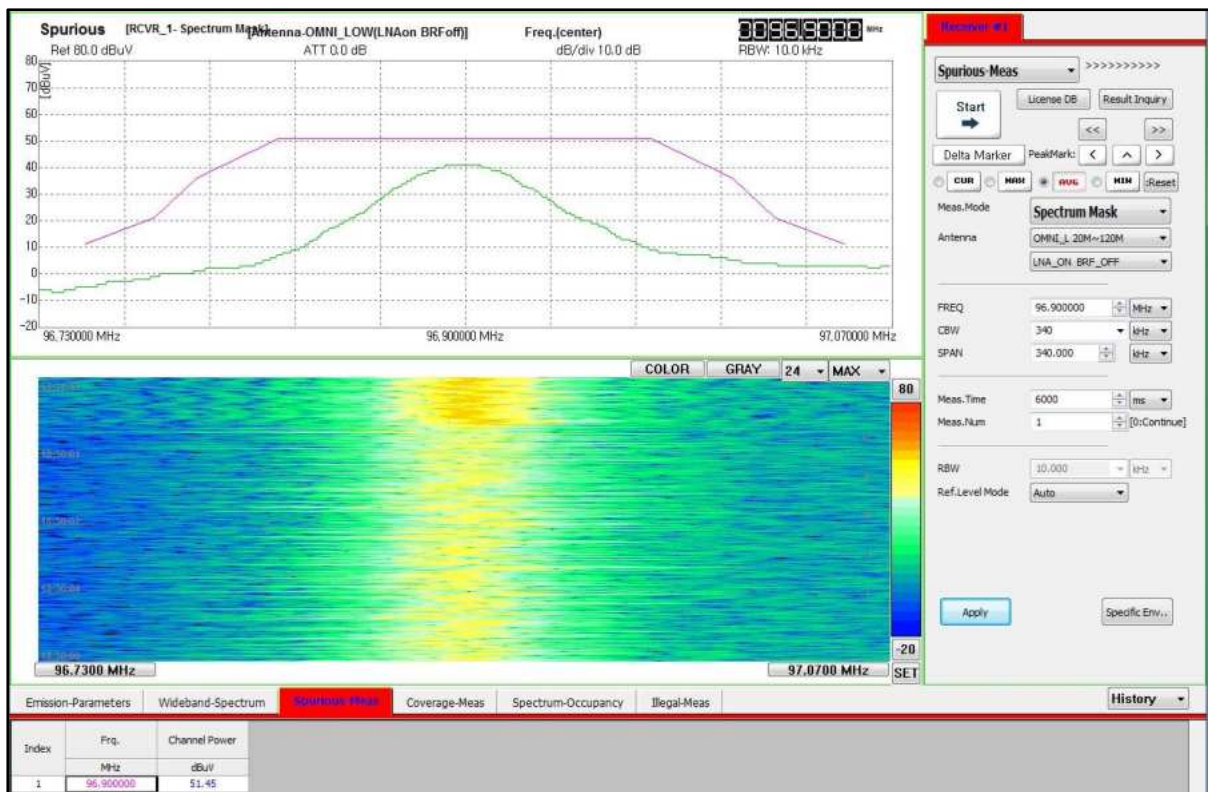 Spurious [RCVR_1- Spectrum Mask] [Antenna-OMNI_LOW(LNAon BRFoff)] Freq.(center) 0096.9000 MHz
Ref 80.0 dBuV ATT 0.0 dB dB/div 10.0 dB RBW: 10.0 kHz
[dBuV]
80
70
60
50
40
30
20
10
0
-10
-20
96.730000 MHz 96.900000 MHz 97.070000 MHz
COLOR GRAY 24 MAX
80
-20
96.7300 MHz 97.0700 MHz SET
Receiver #1
Spurious-Meas >>>>>>>>>>
Start License DB Result Inquiry
<< >>
Delta Marker PeakMark: < ^ >
CUR MAX AVG MIN :Reset
Meas.Mode Spectrum Mask
Antenna OMNI_L 20M~120M
LNA_ON BRF_OFF
FREQ 96.900000 MHz
CBW 340 kHz
SPAN 340.000 kHz
Meas.Time 6000 ms
Meas.Num 1 [0:Continue]
RBW 10.000 kHz
Ref.Level Mode Auto
Apply Specific Env..
Emission-Parameters Wideband-Spectrum Spurious-Meas Coverage-Meas Spectrum-Occupancy Illegal-Meas History
Index Frq. Channel Power
MHz dBuV
1 96.900000 51.45